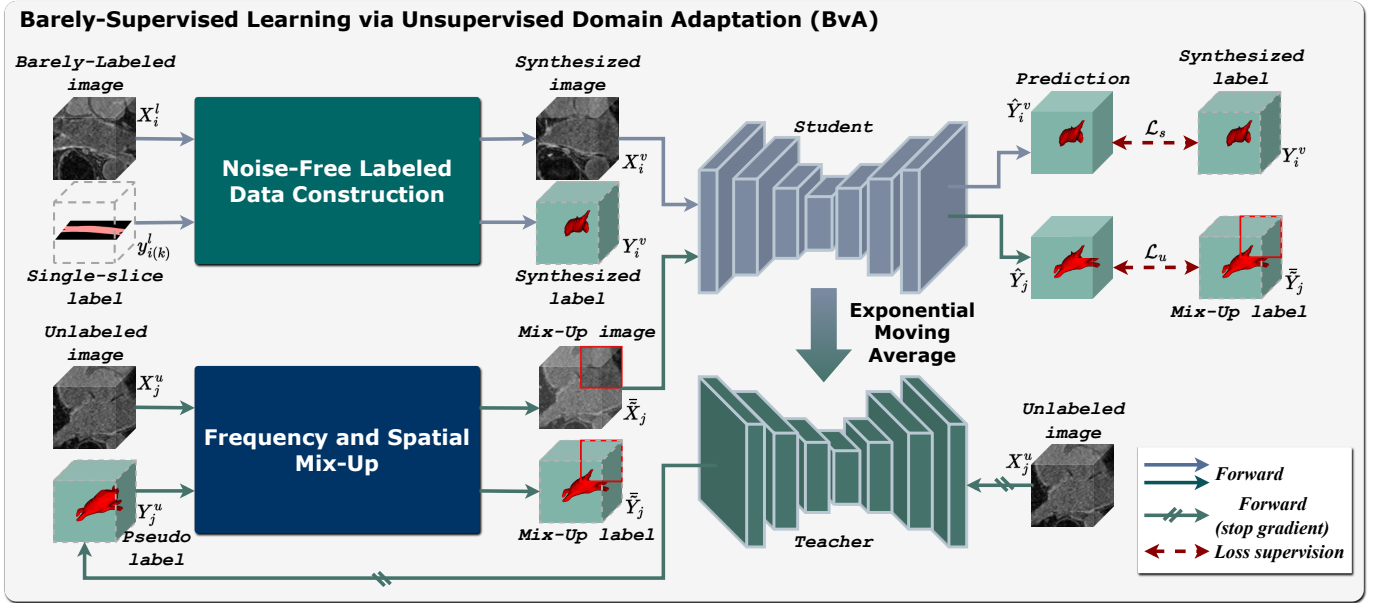 Barely-Supervised Learning via Unsupervised Domain Adaptation (BvA)
Barely-Labeled
image
X_i^l
Noise-Free Labeled
Data Construction
y_{i(k)}^l
Single-slice
label
Synthesized
image
X_i^v
Y_i^v
Synthesized
label
Student
Prediction
Ŷ_i^v
ℒ_s
Synthesized
label
Y_i^v
Ŷ_j
ℒ_u
Ȳ̃_j
Mix-Up label
Exponential
Moving
Average
Unlabeled
image
X_j^u
Frequency and Spatial
Mix-Up
Y_j^u
Pseudo
label
Mix-Up image
X̄̃_j
Ȳ̃_j
Mix-Up label
Teacher
Unlabeled
image
X_j^u
Forward
Forward
(stop gradient)
Loss supervision